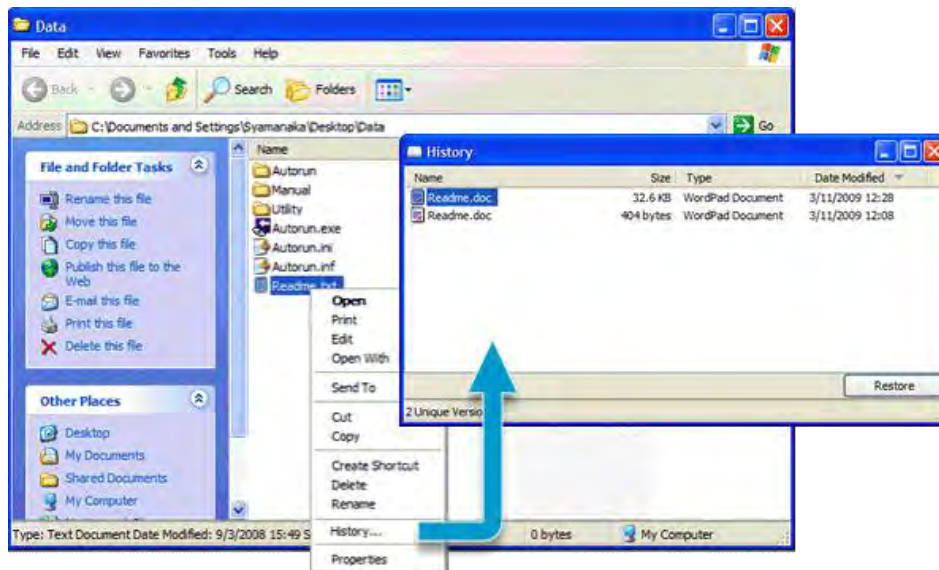 Data
File Edit View Favorites Tools Help
Back Search Folders
Address C:\Documents and Settings\Syamanaka\Desktop\Data Go
File and Folder Tasks
Rename this file
Move this file
Copy this file
Publish this file to the
Web
E-mail this file
Print this file
Delete this file
Other Places
Desktop
My Documents
Shared Documents
My Computer
Name
Autorun
Manual
Utility
Autorun.exe
Autorun.ini
Autorun.inf
Readme.txt
Open
Print
Edit
Open With
Send To
Cut
Copy
Create Shortcut
Delete
Rename
History...
Properties
History
Name Size Type Date Modified
Readme.doc 32.6 KB WordPad Document 3/11/2009 12:28
Readme.doc 404 bytes WordPad Document 3/11/2009 12:08
Restore
2 Unique Versio
Type: Text Document Date Modified: 9/3/2008 15:49 S 0 bytes My Computer